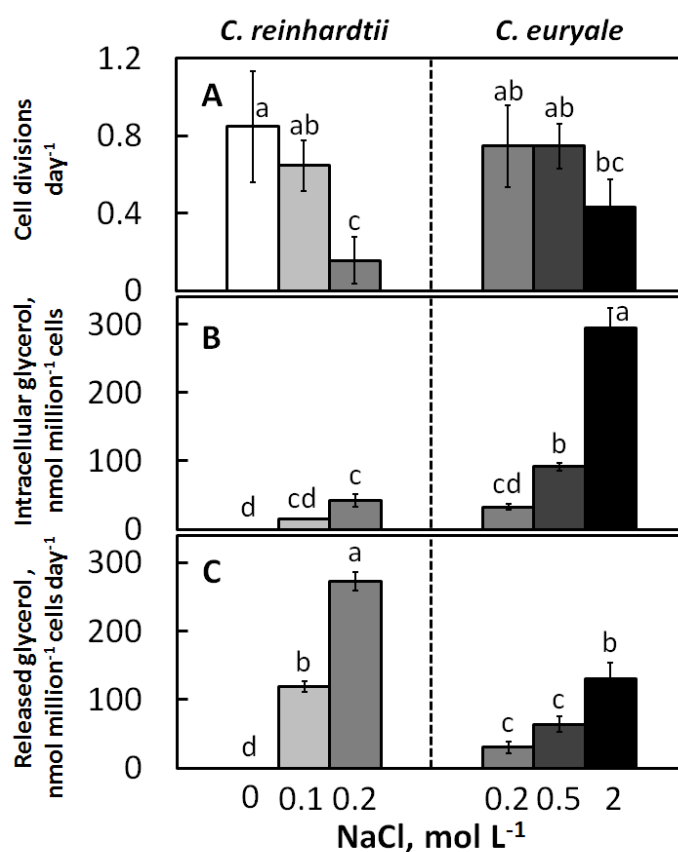 C. reinhardtii C. euryale
Cell divisions
day⁻¹
1.2
0.8
0.4
0
A
a
ab
c
ab
ab
bc
Intracellular glycerol,
nmol million⁻¹ cells
300
200
100
0
B
d
cd
c
cd
b
a
Released glycerol,
nmol million⁻¹ cells day⁻¹
300
200
100
0
C
d
b
a
c
c
b
0 0.1 0.2 0.2 0.5 2
NaCl, mol L⁻¹